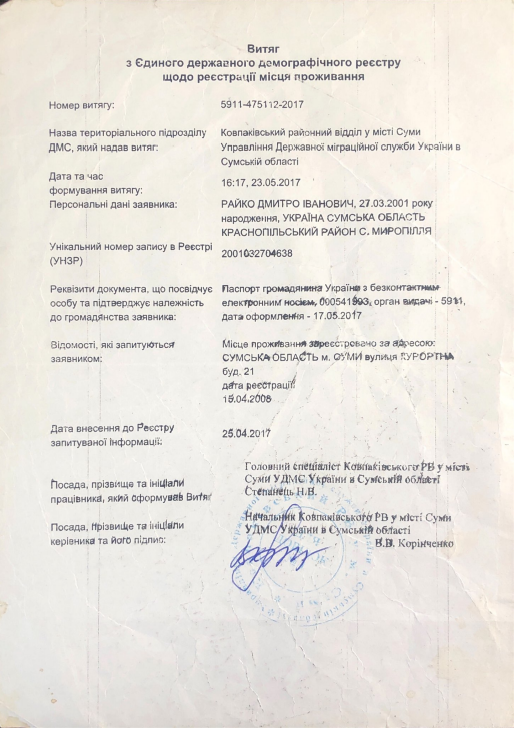 Витяг
з Єдиного державного демографічного реєстру
щодо реєстрації місця проживання
Номер витягу: 5911-475112-2017
Назва територіального підрозділу Ковпаківський районний відділ у місті Суми
ДМС, який надав витяг: Управління Державної міграційної служби України в
Сумській області
Дата та час
формування витягу: 16:17, 23.05.2017
Персональні дані заявника: РАЙКО ДМИТРО ІВАНОВИЧ, 27.03.2001 року
народження, УКРАЇНА СУМСЬКА ОБЛАСТЬ
КРАСНОПІЛЬСЬКИЙ РАЙОН С. МИРОПІЛЛЯ
Унікальний номер запису в Реєстрі
(УНЗР) 2001032704638
Реквізити документа, що посвідчує Паспорт громадянина України з безконтактним
особу та підтверджує належність електронним носієм, 000541993, орган видачі - 5911,
до громадянства заявника: дата оформлення - 17.05.2017
Відомості, які запитуються Місце проживання зареєстровано за адресою:
заявником: СУМСЬКА ОБЛАСТЬ м. СУМИ вулиця КУРОРТНА
буд. 21
дата реєстрації:
15.04.2008
Дата внесення до Реєстру 25.04.2017
запитуваної інформації:
Головний спеціаліст Ковпаківського РВ у місті
Посада, прізвище та ініціали Суми УДМС України в Сумській області
працівника, який сформував Витяг Степанець Н.В.
Посада, прізвище та ініціали Начальник Ковпаківського РВ у місті Суми
керівника та його підпис: УДМС України в Сумській області
В.В. Корінченко